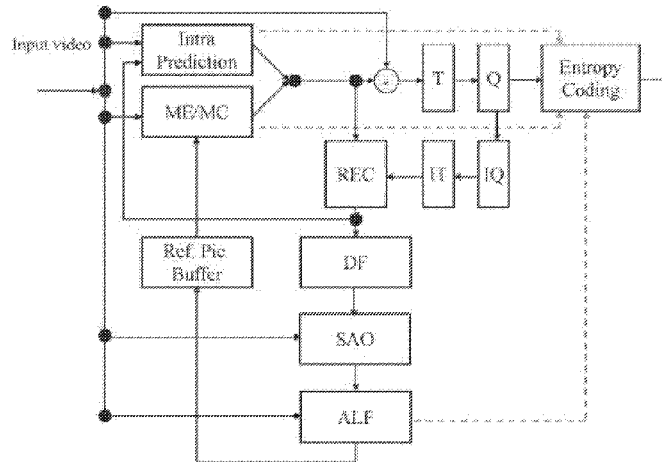 Input video
Intra
Prediction
ME/MC
T
Q
Entropy
Coding
REC
IT
IQ
Ref. Pic.
Buffer
DF
SAO
ALF